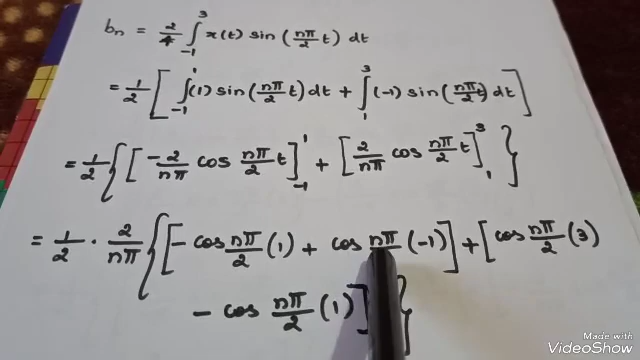 bn = 2/4 ∫₋₁³ x(t) sin(nπ/2 t) dt
= 1/2 [ ∫₋₁¹ (1) sin(nπ/2 t) dt + ∫₁³ (-1) sin(nπ/2 t) dt ]
= 1/2 { [ -2/nπ cos nπ/2 t ]₋₁¹ + [ 2/nπ cos nπ/2 t ]₁³ }
= 1/2 · 2/nπ { [ - cos nπ/2 (1) + cos nπ/2 (-1) ] + [ cos nπ/2 (3)
- cos nπ/2 (1) ] }
Made with
VideoShow